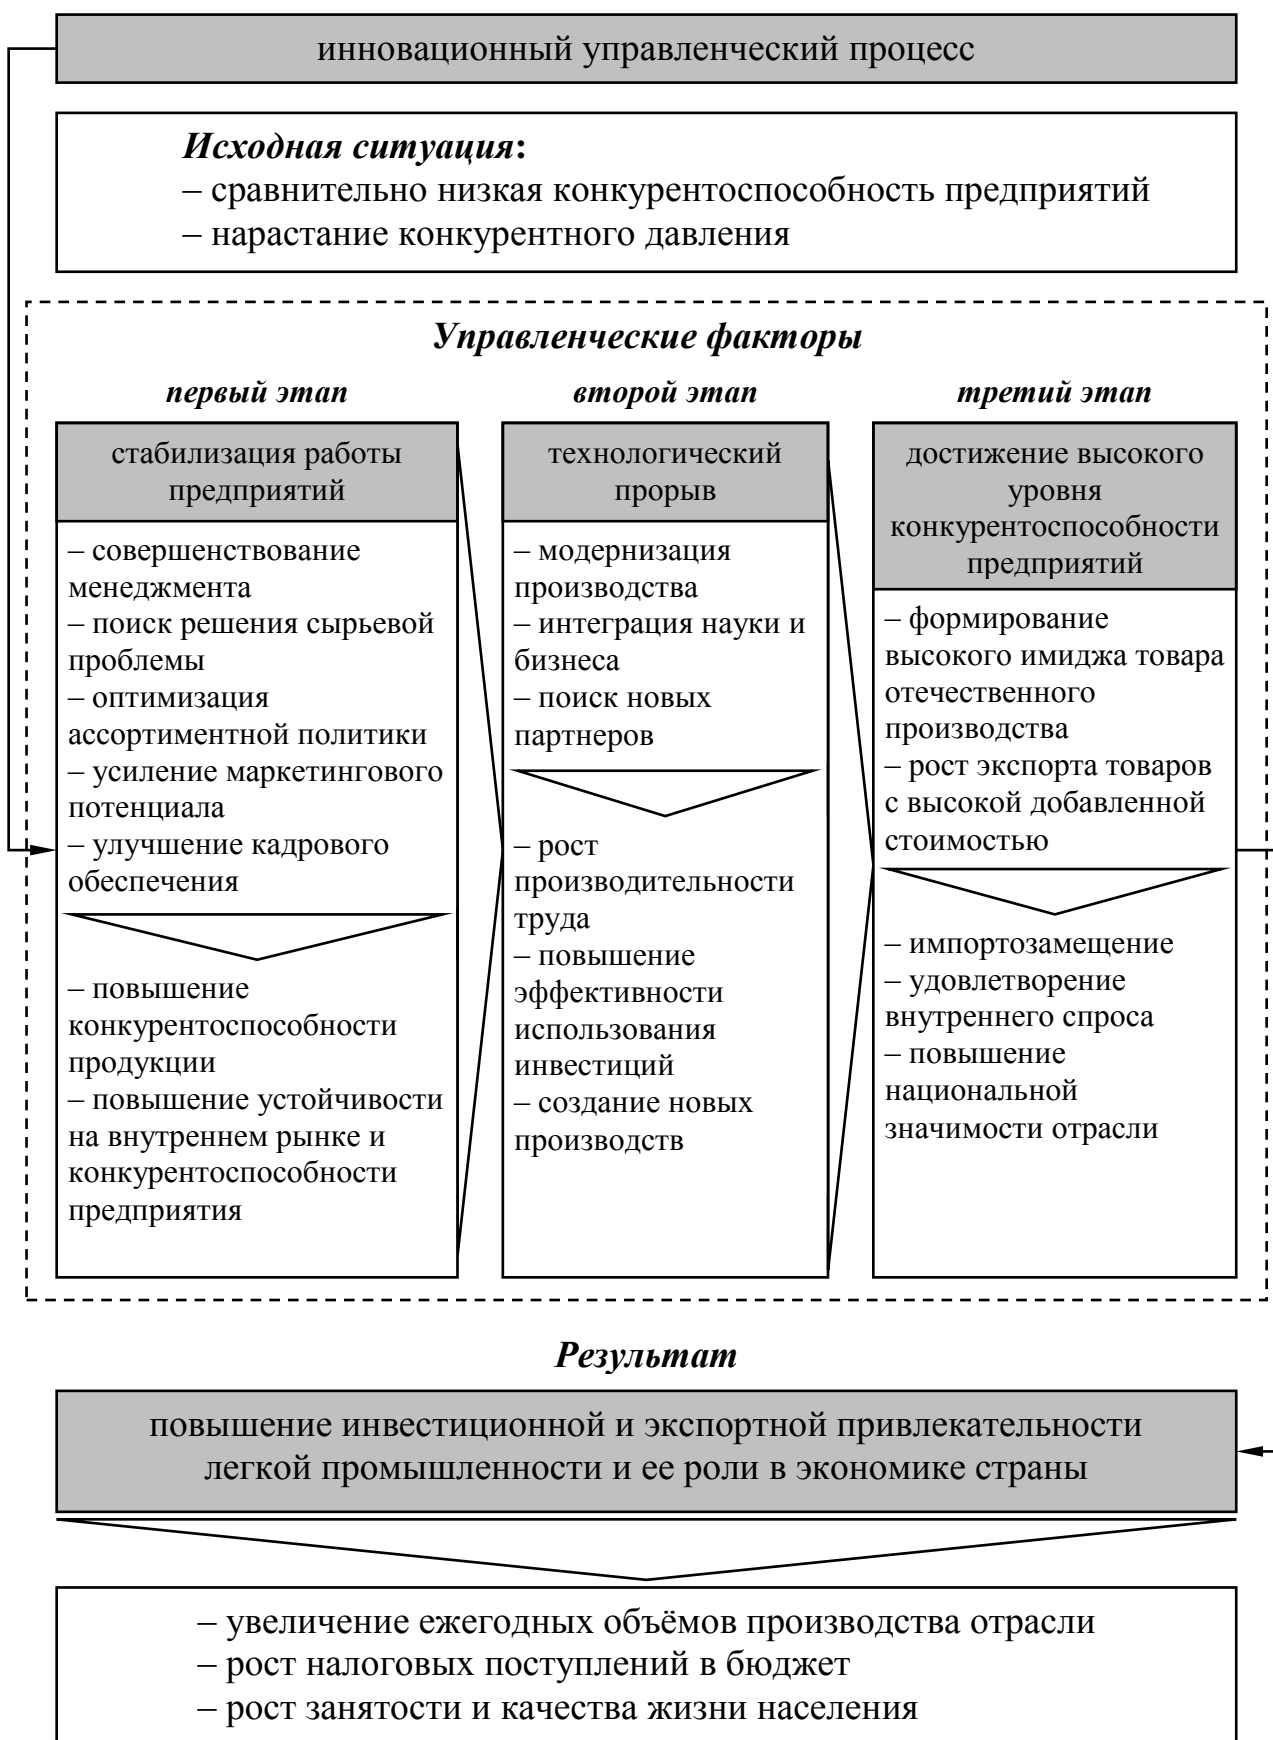 инновационный управленческий процесс
Исходная ситуация:
– сравнительно низкая конкурентоспособность предприятий
– нарастание конкурентного давления
Управленческие факторы
первый этап
стабилизация работы
предприятий
– совершенствование
менеджмента
– поиск решения сырьевой
проблемы
– оптимизация
ассортиментной политики
– усиление маркетингового
потенциала
– улучшение кадрового
обеспечения
– повышение
конкурентоспособности
продукции
– повышение устойчивости
на внутреннем рынке и
конкурентоспособности
предприятия
второй этап
технологический
прорыв
– модернизация
производства
– интеграция науки и
бизнеса
– поиск новых
партнеров
– рост
производительности
труда
– повышение
эффективности
использования
инвестиций
– создание новых
производств
третий этап
достижение высокого
уровня
конкурентоспособности
предприятий
– формирование
высокого имиджа товара
отечественного
производства
– рост экспорта товаров
с высокой добавленной
стоимостью
– импортозамещение
– удовлетворение
внутреннего спроса
– повышение
национальной
значимости отрасли
Результат
повышение инвестиционной и экспортной привлекательности
легкой промышленности и ее роли в экономике страны
– увеличение ежегодных объёмов производства отрасли
– рост налоговых поступлений в бюджет
– рост занятости и качества жизни населения